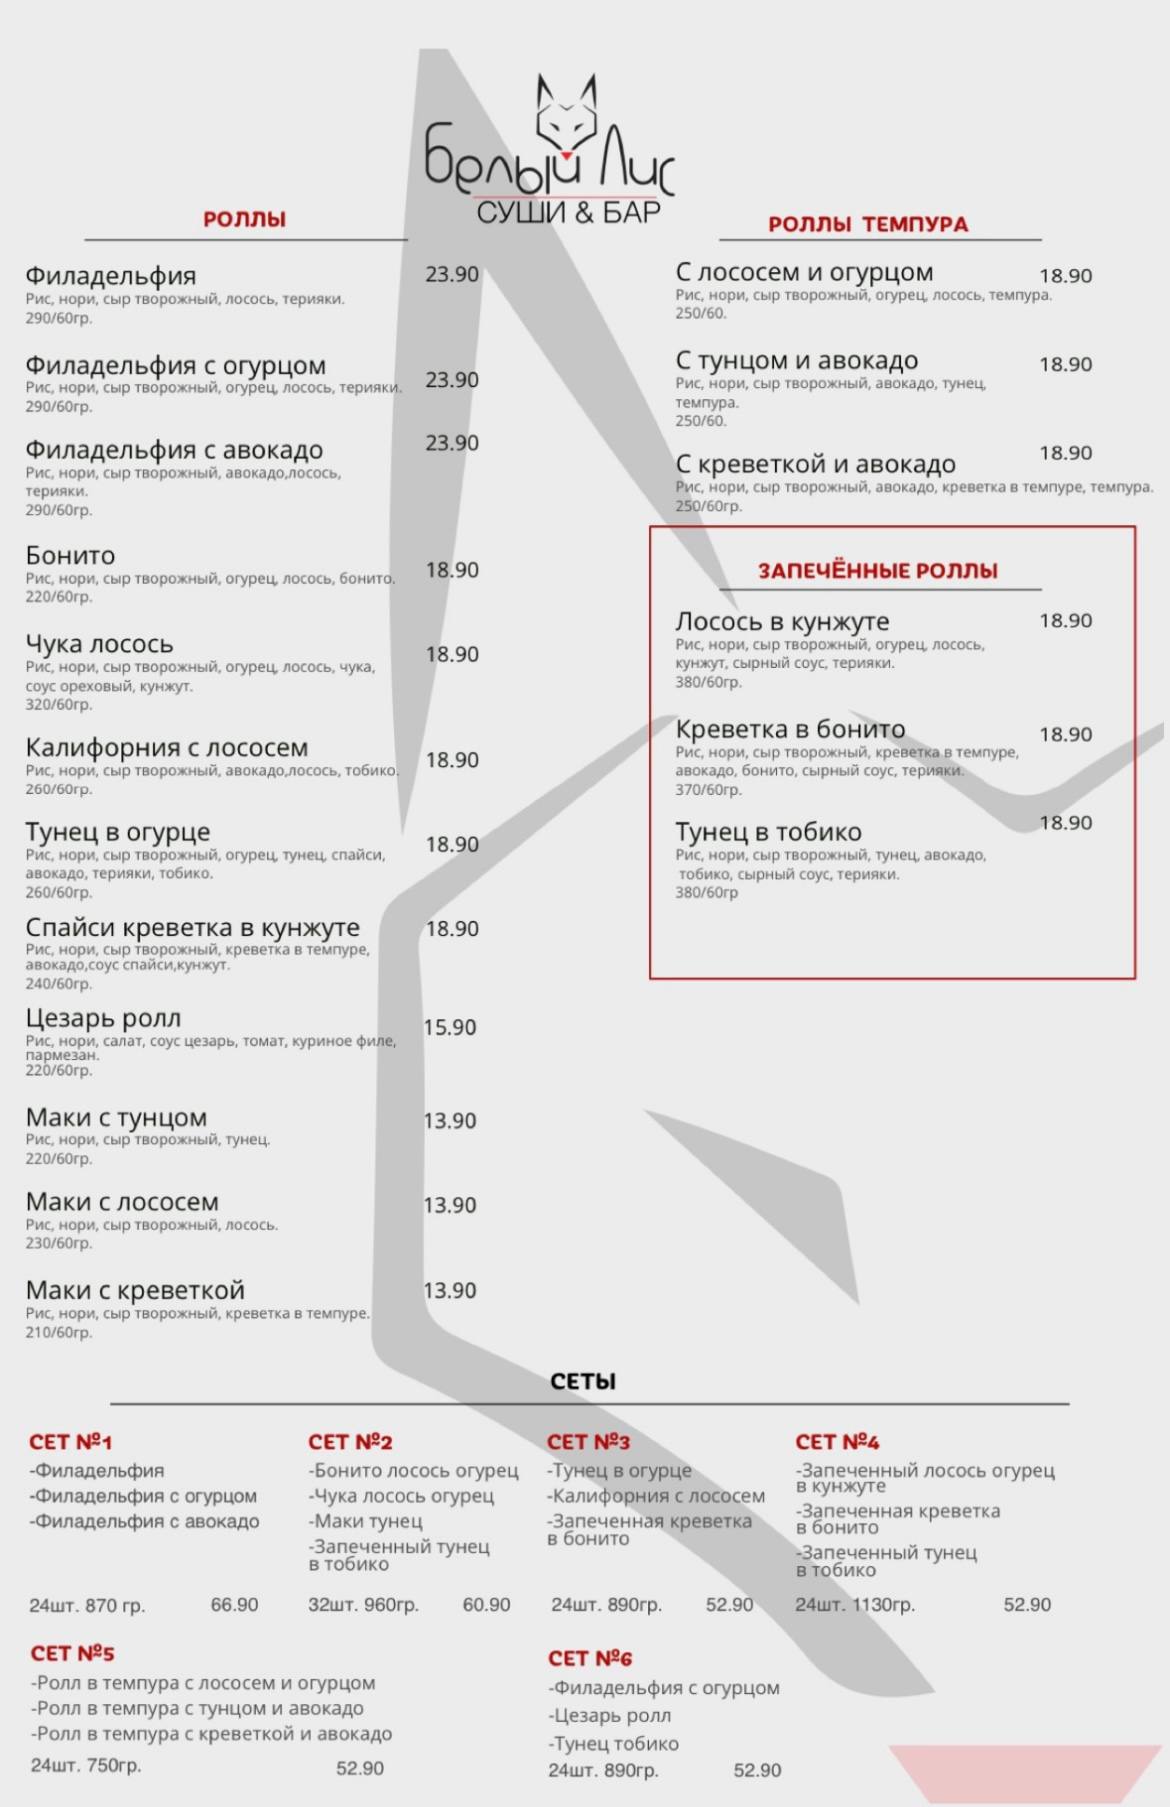 Белый Лис
СУШИ & БАР
РОЛЛЫ
Филадельфия 23.90
Рис, нори, сыр творожный, лосось, терияки.
290/60гр.
Филадельфия с огурцом 23.90
Рис, нори, сыр творожный, огурец, лосось, терияки.
290/60гр.
Филадельфия с авокадо 23.90
Рис, нори, сыр творожный, авокадо,лосось,
терияки.
290/60гр.
Бонито 18.90
Рис, нори, сыр творожный, огурец, лосось, бонито.
220/60гр.
Чука лосось 18.90
Рис, нори, сыр творожный, огурец, лосось, чука,
соус ореховый, кунжут.
320/60гр.
Калифорния с лососем 18.90
Рис, нори, сыр творожный, авокадо,лосось, тобико.
260/60гр.
Тунец в огурце 18.90
Рис, нори, сыр творожный, огурец, тунец, спайси,
авокадо, терияки, тобико.
260/60гр.
Спайси креветка в кунжуте 18.90
Рис, нори, сыр творожный, креветка в темпуре,
авокадо,соус спайси,кунжут.
240/60гр.
Цезарь ролл 15.90
Рис, нори, салат, соус цезарь, томат, куриное филе,
пармезан.
220/60гр.
Маки с тунцом 13.90
Рис, нори, сыр творожный, тунец.
220/60гр.
Маки с лососем 13.90
Рис, нори, сыр творожный, лосось.
230/60гр.
Маки с креветкой 13.90
Рис, нори, сыр творожный, креветка в темпуре.
210/60гр.
РОЛЛЫ ТЕМПУРА
С лососем и огурцом 18.90
Рис, нори, сыр творожный, огурец, лосось, темпура.
250/60.
С тунцом и авокадо 18.90
Рис, нори, сыр творожный, авокадо, тунец,
темпура.
250/60.
С креветкой и авокадо 18.90
Рис, нори, сыр творожный, авокадо, креветка в темпуре, темпура.
250/60гр.
ЗАПЕЧЁННЫЕ РОЛЛЫ
Лосось в кунжуте 18.90
Рис, нори, сыр творожный, огурец, лосось,
кунжут, сырный соус, терияки.
380/60гр.
Креветка в бонито 18.90
Рис, нори, сыр творожный, креветка в темпуре,
авокадо, бонито, сырный соус, терияки.
370/60гр.
Тунец в тобико 18.90
Рис, нори, сыр творожный, тунец, авокадо,
тобико, сырный соус, терияки.
380/60гр
СЕТЫ
СЕТ №1
-Филадельфия
-Филадельфия с огурцом
-Филадельфия с авокадо
24шт. 870 гр. 66.90
СЕТ №2
-Бонито лосось огурец
-Чука лосось огурец
-Маки тунец
-Запеченный тунец
в тобико
32шт. 960гр. 60.90
СЕТ №3
-Тунец в огурце
-Калифорния с лососем
-Запеченная креветка
в бонито
24шт. 890гр. 52.90
СЕТ №4
-Запеченный лосось огурец
в кунжуте
-Запеченная креветка
в бонито
-Запеченный тунец
в тобико
24шт. 1130гр. 52.90
СЕТ №5
-Ролл в темпура с лососем и огурцом
-Ролл в темпура с тунцом и авокадо
-Ролл в темпура с креветкой и авокадо
24шт. 750гр. 52.90
СЕТ №6
-Филадельфия с огурцом
-Цезарь ролл
-Тунец тобико
24шт. 890гр. 52.90